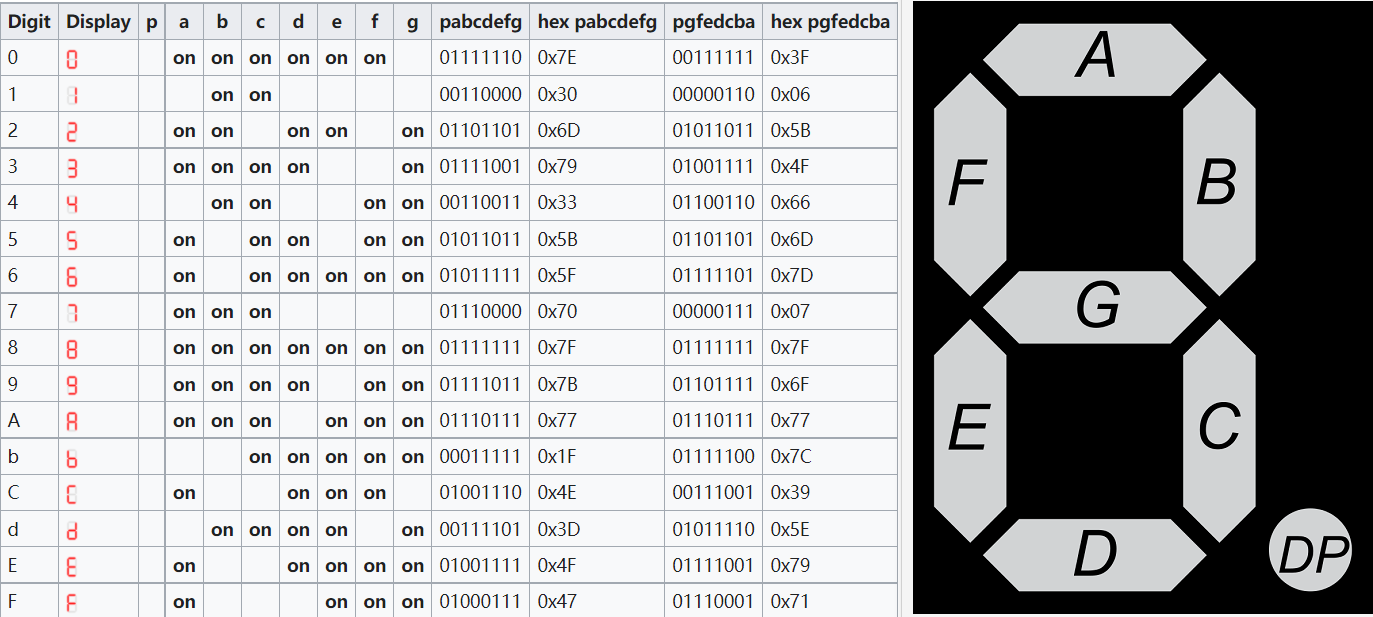 Digit Display p a b c d e f g pabcdefg hex pabcdefg pgfedcba hex pgfedcba
0 0 on on on on on on 01111110 0x7E 00111111 0x3F
1 1 on on 00110000 0x30 00000110 0x06
2 2 on on on on on 01101101 0x6D 01011011 0x5B
3 3 on on on on on 01111001 0x79 01001111 0x4F
4 4 on on on on 00110011 0x33 01100110 0x66
5 5 on on on on on 01011011 0x5B 01101101 0x6D
6 6 on on on on on on 01011111 0x5F 01111101 0x7D
7 7 on on on 01110000 0x70 00000111 0x07
8 8 on on on on on on on 01111111 0x7F 01111111 0x7F
9 9 on on on on on on 01111011 0x7B 01101111 0x6F
A A on on on on on on 01110111 0x77 01110111 0x77
b b on on on on on 00011111 0x1F 01111100 0x7C
C C on on on on 01001110 0x4E 00111001 0x39
d d on on on on on 00111101 0x3D 01011110 0x5E
E E on on on on on 01001111 0x4F 01111001 0x79
F F on on on on 01000111 0x47 01110001 0x71
A
F B
G
E C
D DP